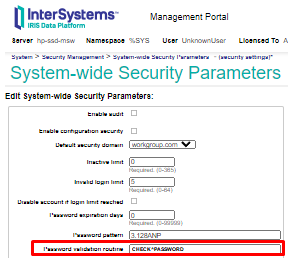 InterSystems™
IRIS Data Platform
Management Portal
Server hp-ssd-msw Namespace %SYS User UnknownUser Licensed To A
System > Security Management > System-wide Security Parameters - (security settings)*
System-wide Security Parameters
Edit System-wide Security Parameters:
Enable audit
Enable configuration security
Default security domain workgroup.com
Inactive limit 0
Required. (0-365)
Invalid login limit 5
Required. (0-64)
Disable account if login limit reached
Password expiration days 0
Required. (0-99999)
Password pattern 3.128ANP
Password validation routine CHECK^PASSWORD